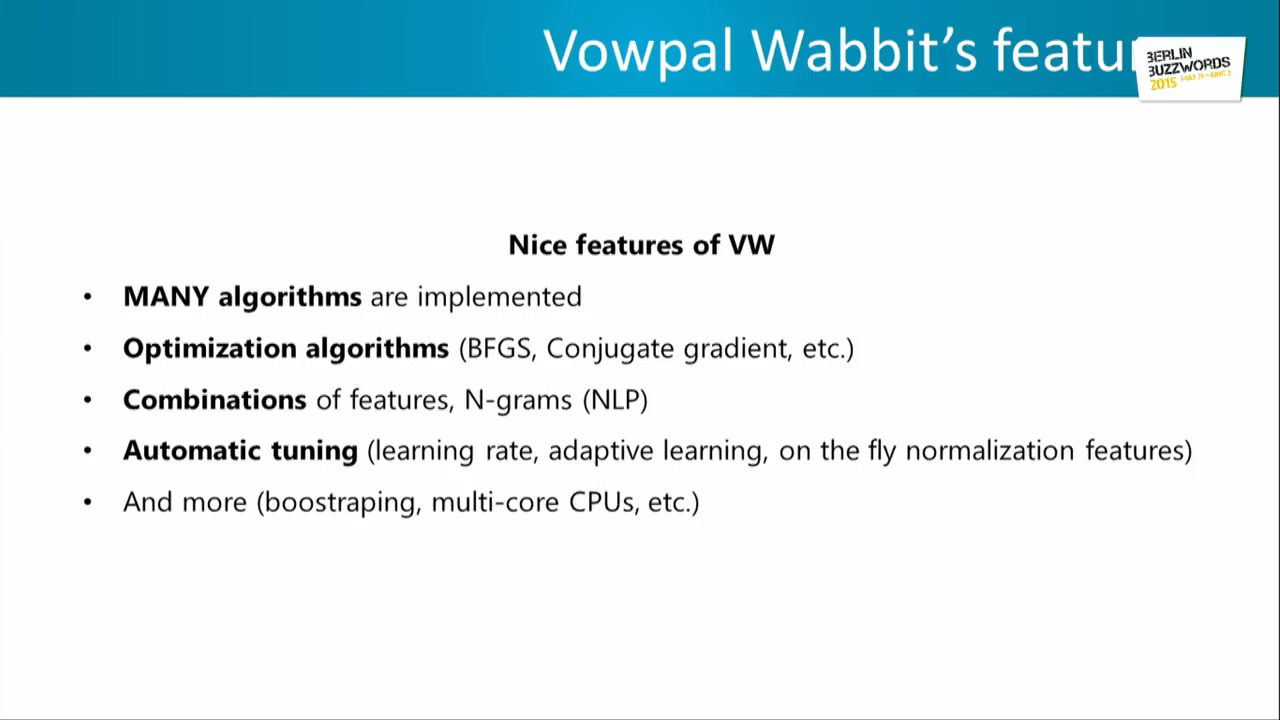 Vowpal Wabbit's featur
BERLIN
BUZZWORDS
2015
Nice features of VW
• MANY algorithms are implemented
• Optimization algorithms (BFGS, Conjugate gradient, etc.)
• Combinations of features, N-grams (NLP)
• Automatic tuning (learning rate, adaptive learning, on the fly normalization features)
• And more (boostraping, multi-core CPUs, etc.)